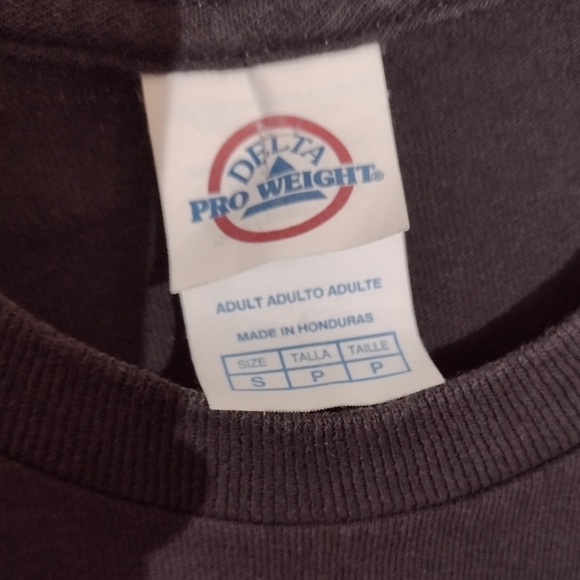 DELTA
PRO WEIGHT®
ADULT ADULTO ADULTE
MADE IN HONDURAS
SIZE TALLA TAILLE
S P P